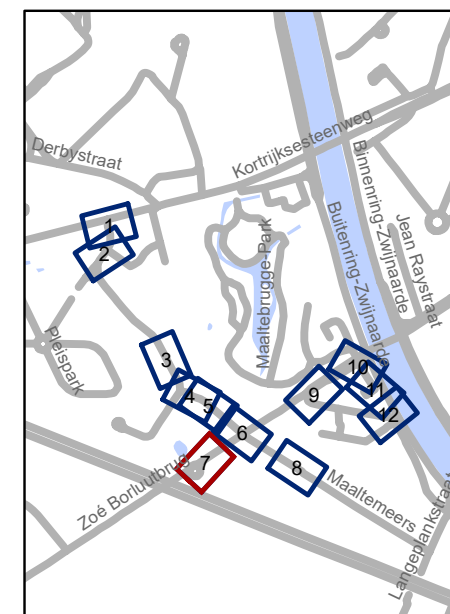 Derbystraat
Kortrijksesteenweg
Binnenring-Zwijnaarde
Jean Raystraat
Buitenring-Zwijnaarde
Maaltebrugge-Park
Pleispark
1
2
3
4
5
6
7
8
9
10
11
12
Zoé Borluutbrug
Maaltemeers
Langeplankstraat